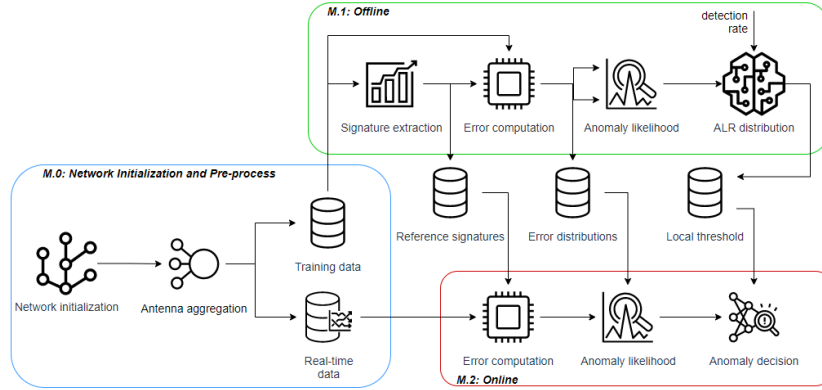 M.1: Offline
detection
rate
Signature extraction
Error computation
Anomaly likelihood
ALR distribution
M.0: Network Initialization and Pre-process
Network initialization
Antenna aggregation
Training data
Real-time
data
Reference signatures
Error distributions
Local threshold
Error computation
Anomaly likelihood
Anomaly decision
M.2: Online